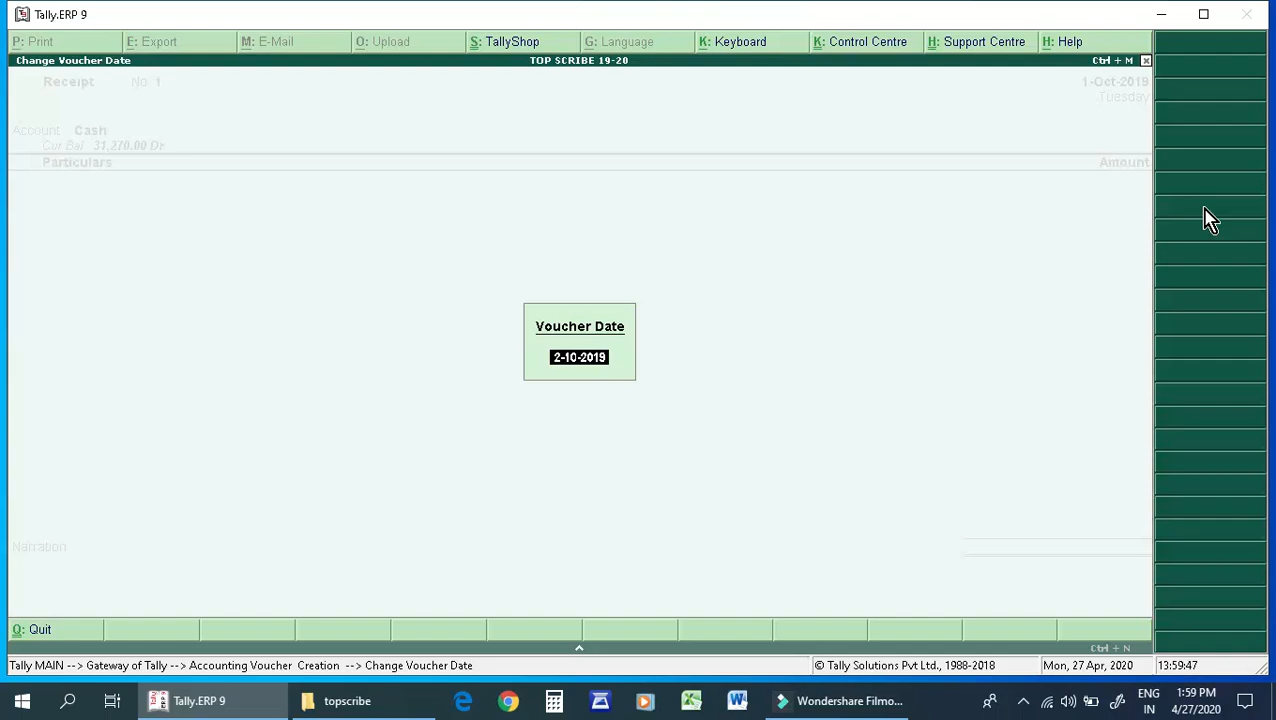 Tally.ERP 9
P: Print E: Export M: E-Mail O: Upload S: TallyShop G: Language K: Keyboard K: Control Centre H: Support Centre H: Help
Change Voucher Date TOP SCRIBE 19-20 Ctrl + M
Receipt No. 1 1-Oct-2019
Tuesday
Account Cash
Cur Bal 31,270.00 Dr
Particulars Amount
Voucher Date
2-10-2019
Narration
Q: Quit
Ctrl + N
Tally MAIN --> Gateway of Tally --> Accounting Voucher Creation --> Change Voucher Date © Tally Solutions Pvt Ltd., 1988-2018 Mon, 27 Apr, 2020 13:59:47
Tally.ERP 9 topscribe Wondershare Filmo... ENG IN 1:59 PM 4/27/2020